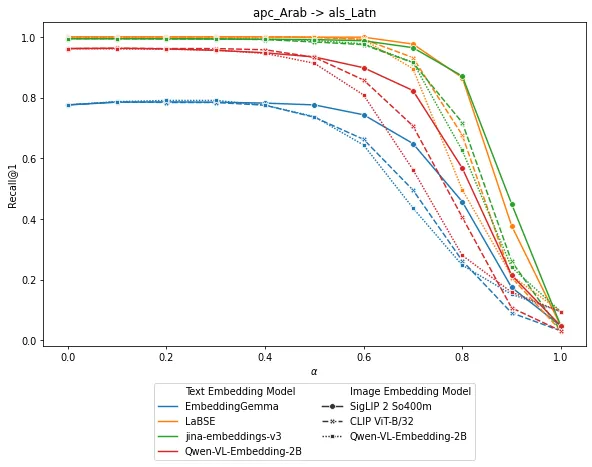 apc_Arab -> als_Latn
Recall@1
1.0
0.8
0.6
0.4
0.2
0.0
0.0 0.2 0.4 0.6 0.8 1.0
α
Text Embedding Model
EmbeddingGemma
LaBSE
jina-embeddings-v3
Qwen-VL-Embedding-2B
Image Embedding Model
SigLIP 2 So400m
CLIP ViT-B/32
Qwen-VL-Embedding-2B